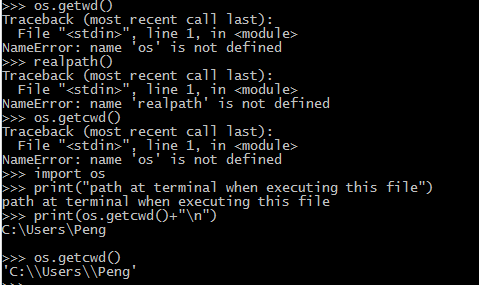 >>> os.getwd()
Traceback (most recent call last):
  File "<stdin>", line 1, in <module>
NameError: name 'os' is not defined
>>> realpath()
Traceback (most recent call last):
  File "<stdin>", line 1, in <module>
NameError: name 'realpath' is not defined
>>> os.getcwd()
Traceback (most recent call last):
  File "<stdin>", line 1, in <module>
NameError: name 'os' is not defined
>>> import os
>>> print("path at terminal when executing this file")
path at terminal when executing this file
>>> print(os.getcwd()+"\n")
C:\Users\Peng

>>> os.getcwd()
'C:\\Users\\Peng'
>>>